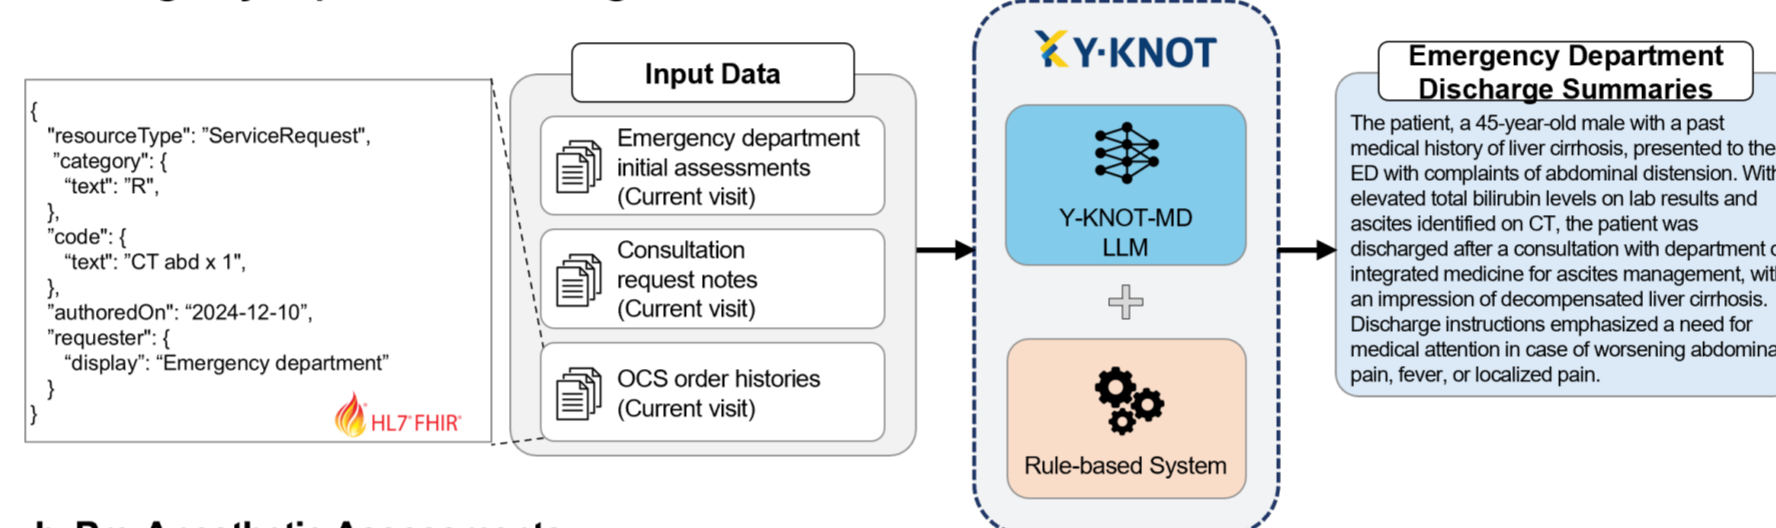 {
"resourceType": ”ServiceRequest",
”category": {
“text": ”R”,
},
"code": {
“text": ”CT abd x 1",
},
"authoredOn": “2024-12-10”,
"requester": {
“display”: “Emergency department”
}
}
HL7® FHIR®
Input Data
Emergency department
initial assessments
(Current visit)
Consultation
request notes
(Current visit)
OCS order histories
(Current visit)
Y·KNOT
Y-KNOT-MD
LLM
Rule-based System
Emergency Department
Discharge Summaries
The patient, a 45-year-old male with a past
medical history of liver cirrhosis, presented to the
ED with complaints of abdominal distension. With
elevated total bilirubin levels on lab results and
ascites identified on CT, the patient was
discharged after a consultation with department
integrated medicine for ascites management, with
an impression of decompensated liver cirrhosis.
Discharge instructions emphasized a need for
medical attention in case of worsening abdomina
pain, fever, or localized pain.
b. Pre-Anesthetic Assessments